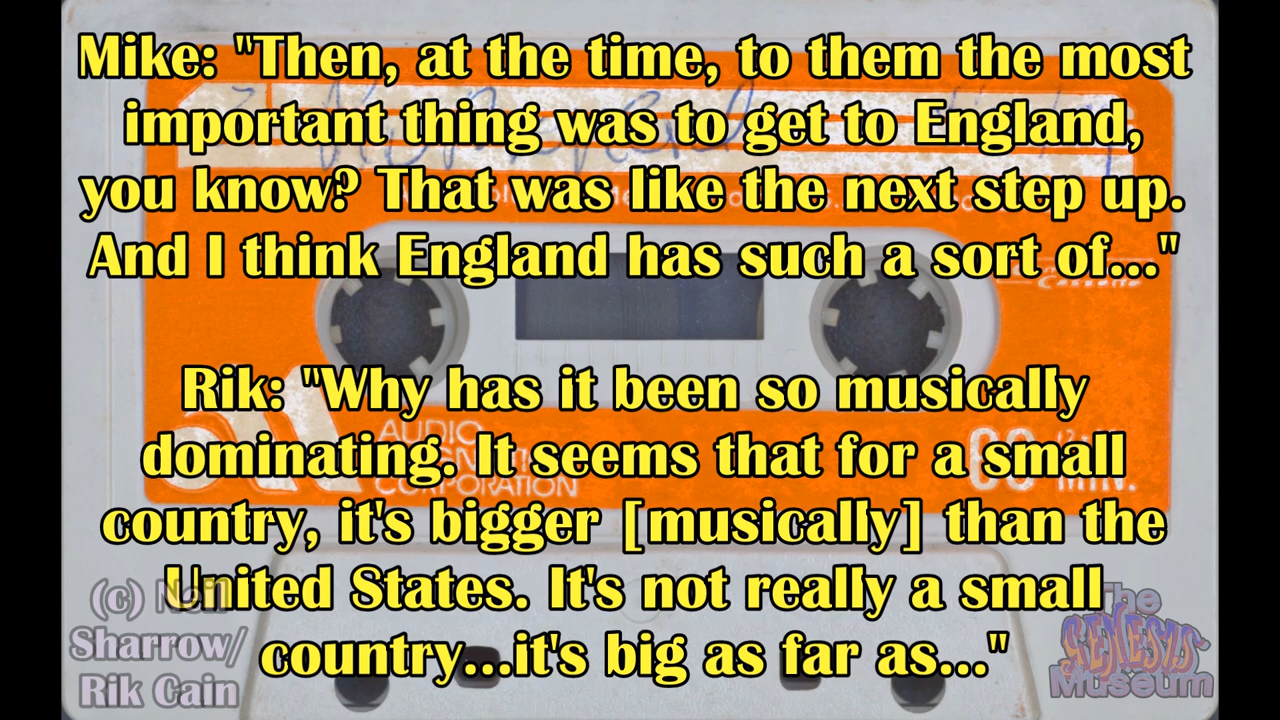 Mike: "Then, at the time, to them the most
important thing was to get to England,
you know? That was like the next step up.
And I think England has such a sort of..."
Rik: "Why has it been so musically
dominating. It seems that for a small
country, it's bigger [musically] than the
United States. It's not really a small
country...it's big as far as..."
AUDIO
CORPORATION
60 MIN.
(c) Neil
Sharrow/
Rik Cain
The
GENESIS
Museum